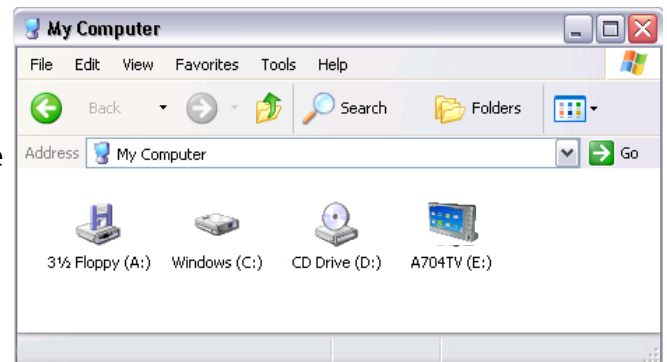 My Computer
File Edit View Favorites Tools Help
Back Search Folders
Address My Computer Go
3½ Floppy (A:) Windows (C:) CD Drive (D:) A704TV (E:)